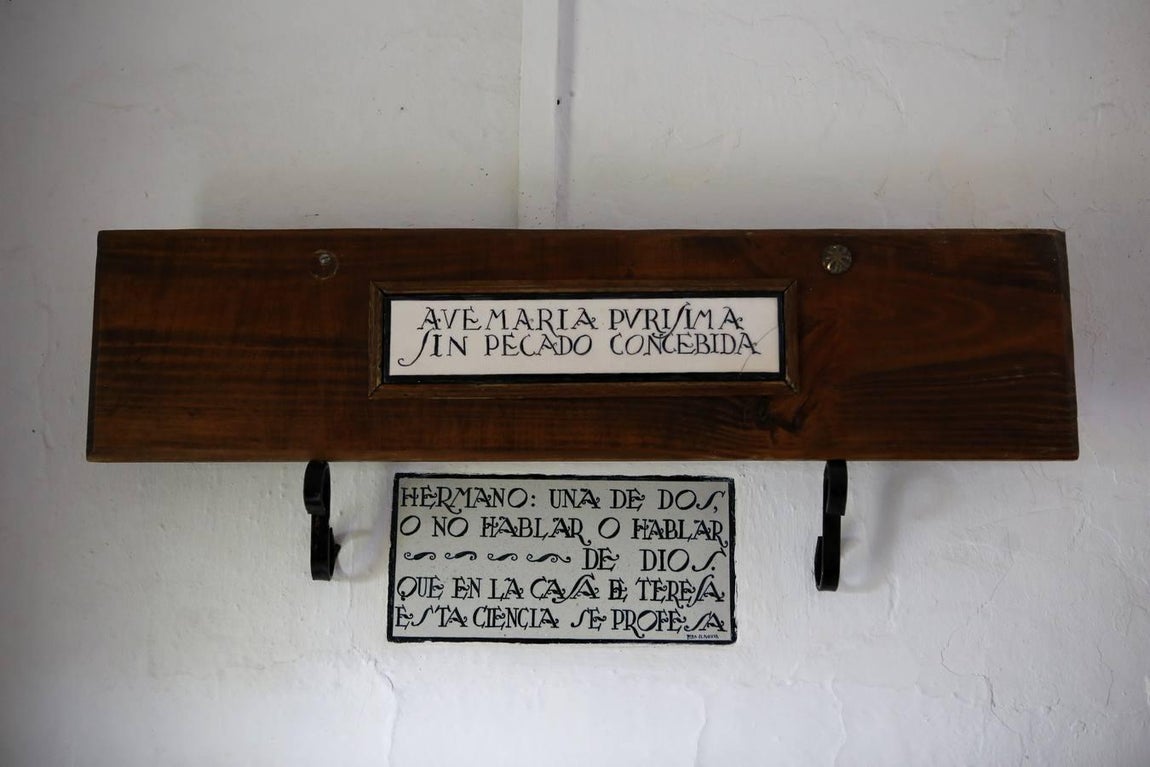 AVE MARIA PVRISIMA
SIN PECADO CONCEBIDA
HERMANO: UNA DE DOS,
O NO HABLAR O HABLAR
DE DIOS.
QUE EN LA CASA DE TERESA
ESTA CIENCIA SE PROFESA